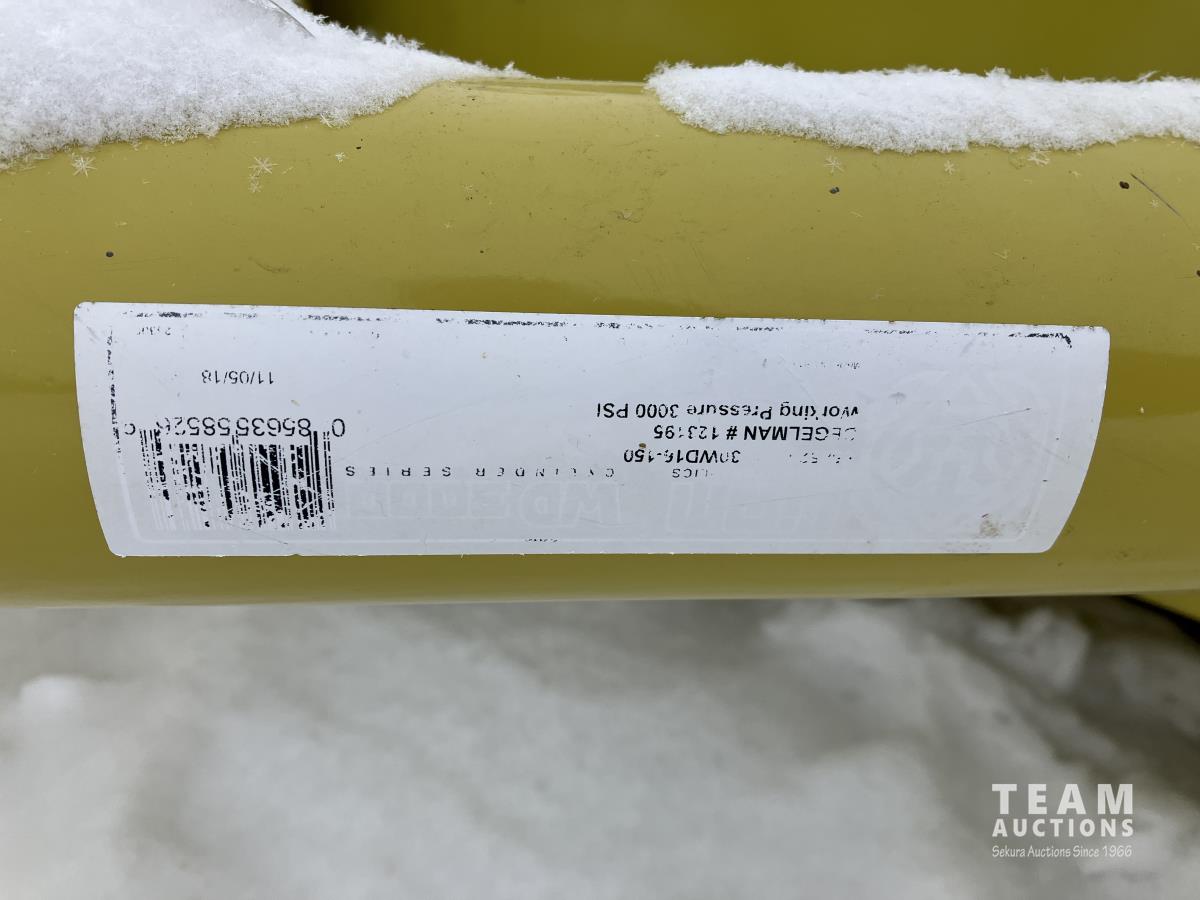 CYLINDER SERIES
30WD16-150
DEGELMAN # 123195
Working Pressure 3000 PSI
0 85635 58526
11/05/18
TEAM
AUCTIONS
Sekura Auctions Since 1966